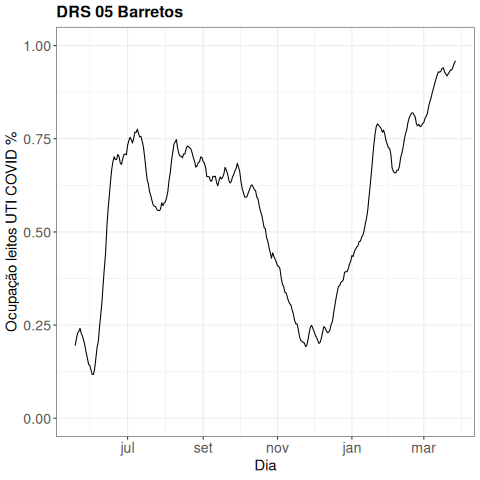 DRS 05 Barretos
Ocupação leitos UTI COVID %
1.00
0.75
0.50
0.25
0.00
jul set nov jan mar
Dia